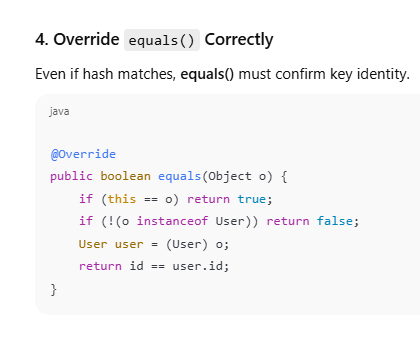 4. Override equals() Correctly
Even if hash matches, equals() must confirm key identity.
java
@Override
public boolean equals(Object o) {
    if (this == o) return true;
    if (!(o instanceof User)) return false;
    User user = (User) o;
    return id == user.id;
}